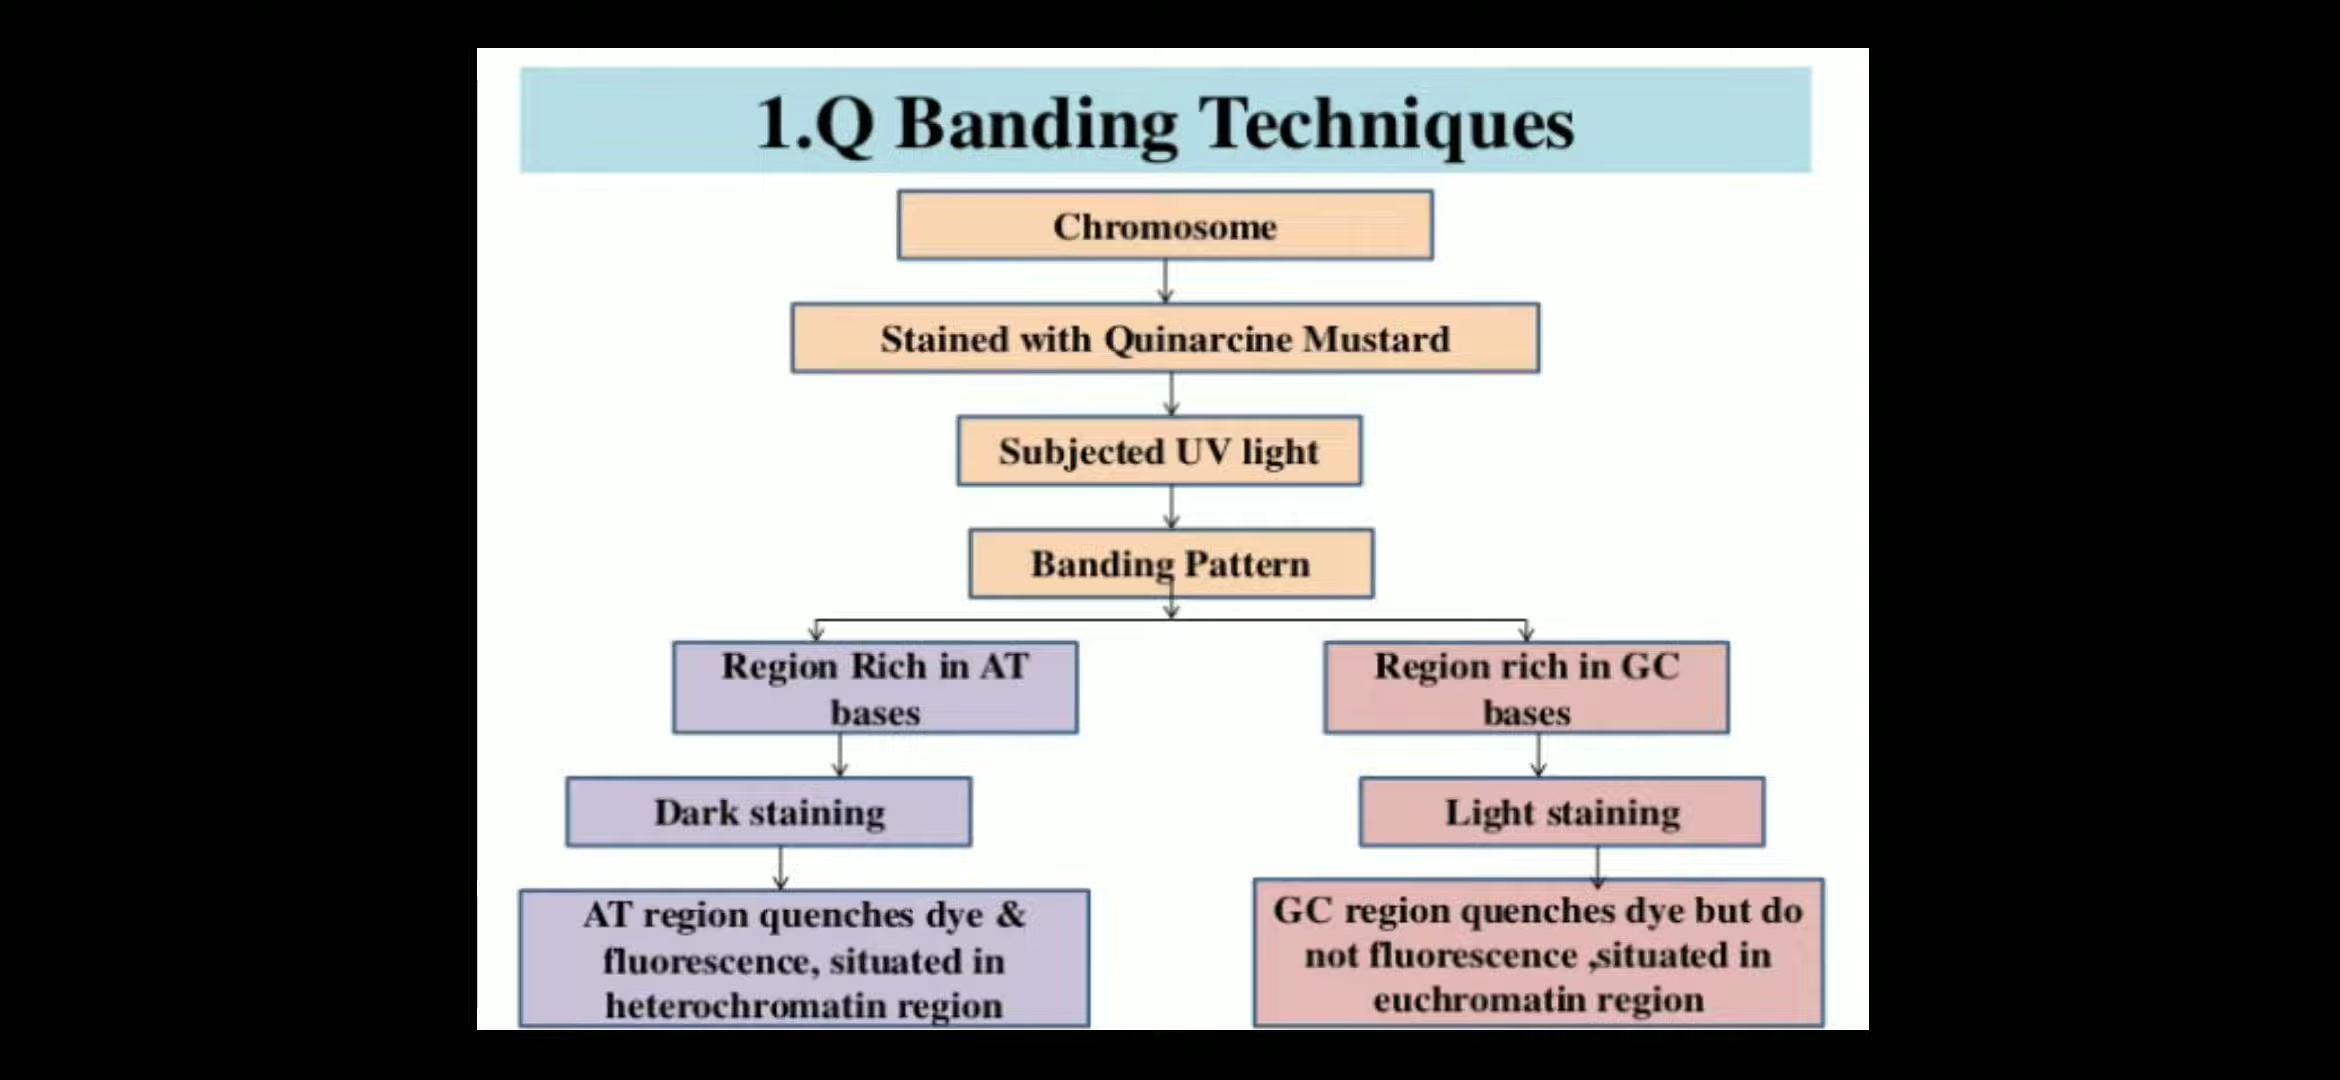 1.Q Banding Techniques
Chromosome
Stained with Quinarcine Mustard
Subjected UV light
Banding Pattern
Region Rich in AT
bases
Region rich in GC
bases
Dark staining
Light staining
AT region quenches dye &
fluorescence, situated in
heterochromatin region
GC region quenches dye but do
not fluorescence ,situated in
euchromatin region